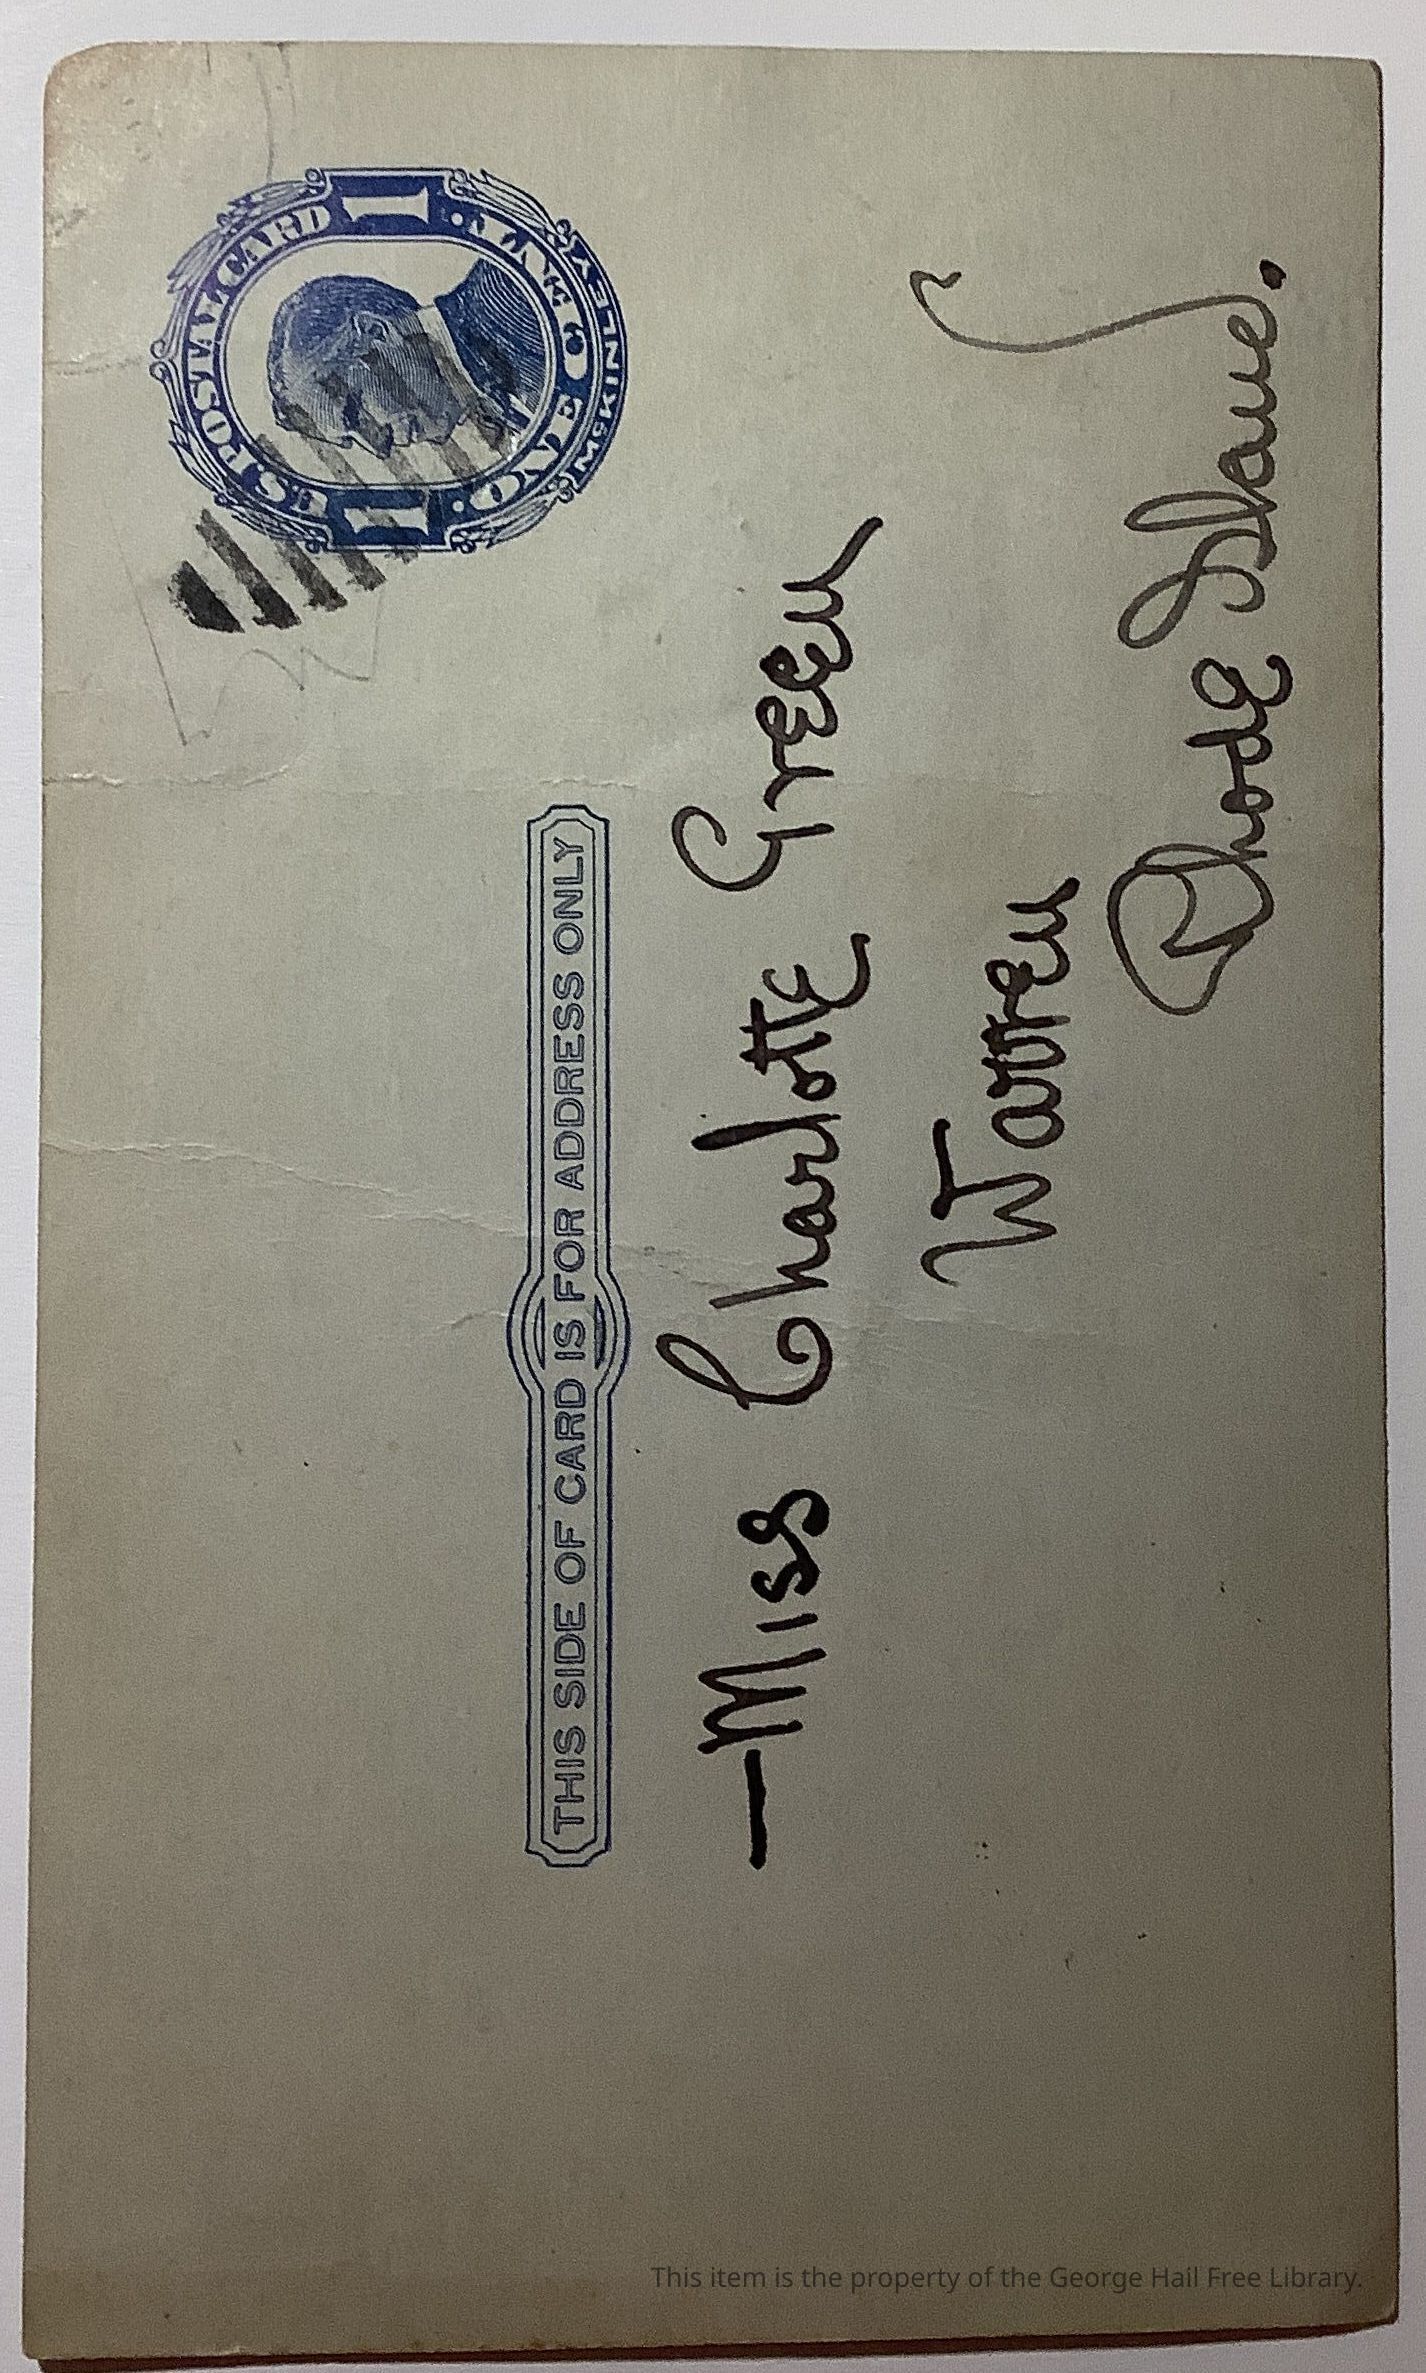 U.S. POSTAL CARD
1 1
· ONE CENT ·
McKINLEY
THIS SIDE OF CARD IS FOR ADDRESS ONLY
—Miss Charlotte Green
Warren
Rhode Island.
This item is the property of the George Hail Free Library.